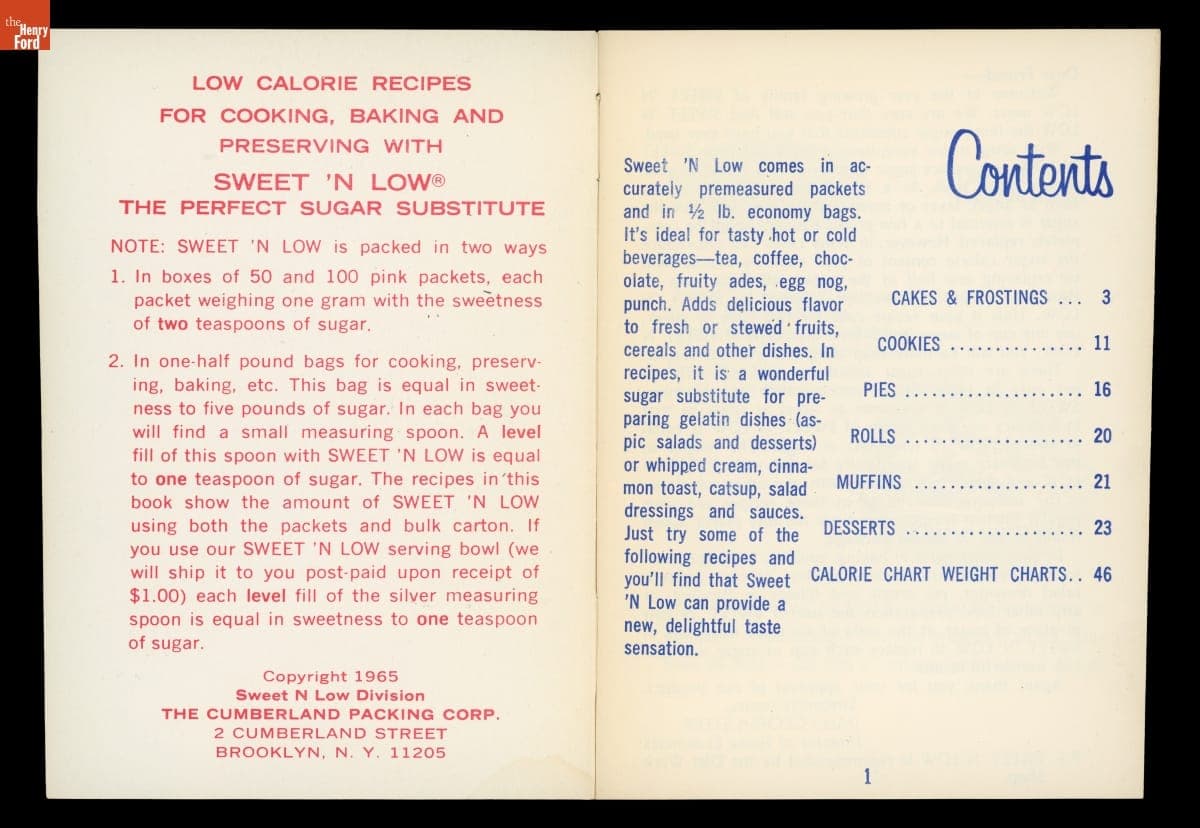 the
Henry
Ford
LOW CALORIE RECIPES
FOR COOKING, BAKING AND
PRESERVING WITH
SWEET 'N LOW®
THE PERFECT SUGAR SUBSTITUTE
NOTE: SWEET 'N LOW is packed in two ways
1. In boxes of 50 and 100 pink packets, each
packet weighing one gram with the sweetness
of two teaspoons of sugar.
2. In one-half pound bags for cooking, preserv-
ing, baking, etc. This bag is equal in sweet-
ness to five pounds of sugar. In each bag you
will find a small measuring spoon. A level
fill of this spoon with SWEET 'N LOW is equal
to one teaspoon of sugar. The recipes in this
book show the amount of SWEET 'N LOW
using both the packets and bulk carton. If
you use our SWEET 'N LOW serving bowl (we
will ship it to you post-paid upon receipt of
$1.00) each level fill of the silver measuring
spoon is equal in sweetness to one teaspoon
of sugar.
Copyright 1965
Sweet N Low Division
THE CUMBERLAND PACKING CORP.
2 CUMBERLAND STREET
BROOKLYN, N. Y. 11205
Sweet 'N Low comes in ac-
curately premeasured packets
and in ½ lb. economy bags.
It's ideal for tasty hot or cold
beverages—tea, coffee, choc-
olate, fruity ades, egg nog,
punch. Adds delicious flavor
to fresh or stewed fruits,
cereals and other dishes. In
recipes, it is a wonderful
sugar substitute for pre-
paring gelatin dishes (as-
pic salads and desserts)
or whipped cream, cinna-
mon toast, catsup, salad
dressings and sauces.
Just try some of the
following recipes and
you'll find that Sweet
'N Low can provide a
new, delightful taste
sensation.
Contents
CAKES & FROSTINGS ... 3
COOKIES ............... 11
PIES .................... 16
ROLLS .................... 20
MUFFINS ................... 21
DESSERTS .................... 23
CALORIE CHART WEIGHT CHARTS.. 46
1